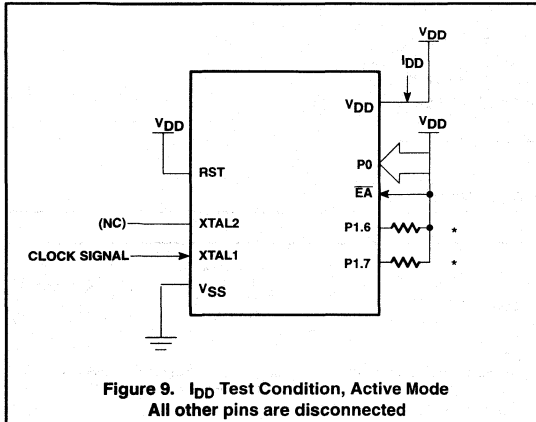 VDD
IDD
VDD
VDD
VDD
P0
RST
EA
(NC)
XTAL2
P1.6
*
CLOCK SIGNAL
XTAL1
P1.7
*
VSS
Figure 9. IDD Test Condition, Active Mode
All other pins are disconnected